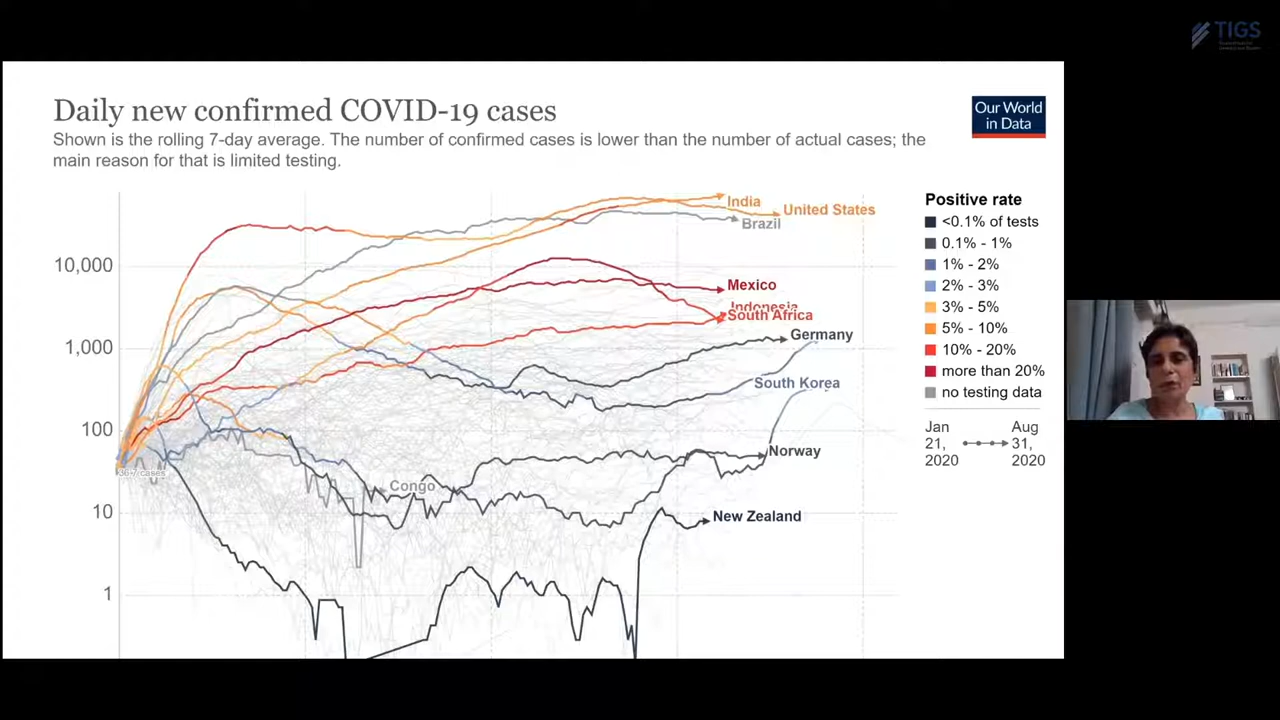 TIGS
Daily new confirmed COVID-19 cases
Shown is the rolling 7-day average. The number of confirmed cases is lower than the number of actual cases; the
main reason for that is limited testing.
Our World
in Data
India
United States
Brazil
10,000
Mexico
Indonesia
South Africa
Germany
1,000
South Korea
100
Norway
Congo
10
New Zealand
1
Positive rate
<0.1% of tests
0.1% - 1%
1% - 2%
2% - 3%
3% - 5%
5% - 10%
10% - 20%
more than 20%
no testing data
Jan
21,
2020
Aug
31,
2020